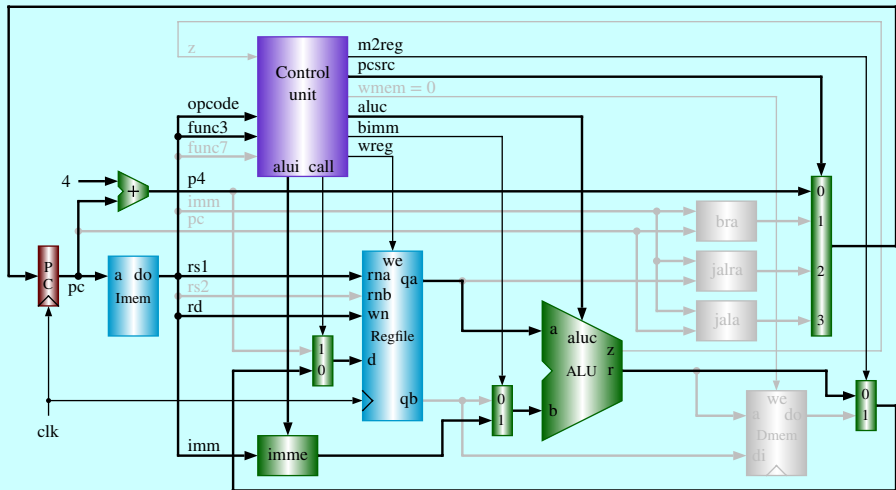 z
Control
unit
m2reg
pcsrc
wmem = 0
aluc
bimm
wreg
opcode
func3
func7
alui call
4
+
p4
imm
pc
0
1
2
3
bra
jalra
jala
P
C
pc
a do
Imem
rs1
rs2
rd
we
rna
qa
rnb
wn
Regfile
d
qb
1
0
a
aluc
z
ALU
r
b
0
1
0
1
we
a
do
Dmem
di
clk
imm
imme